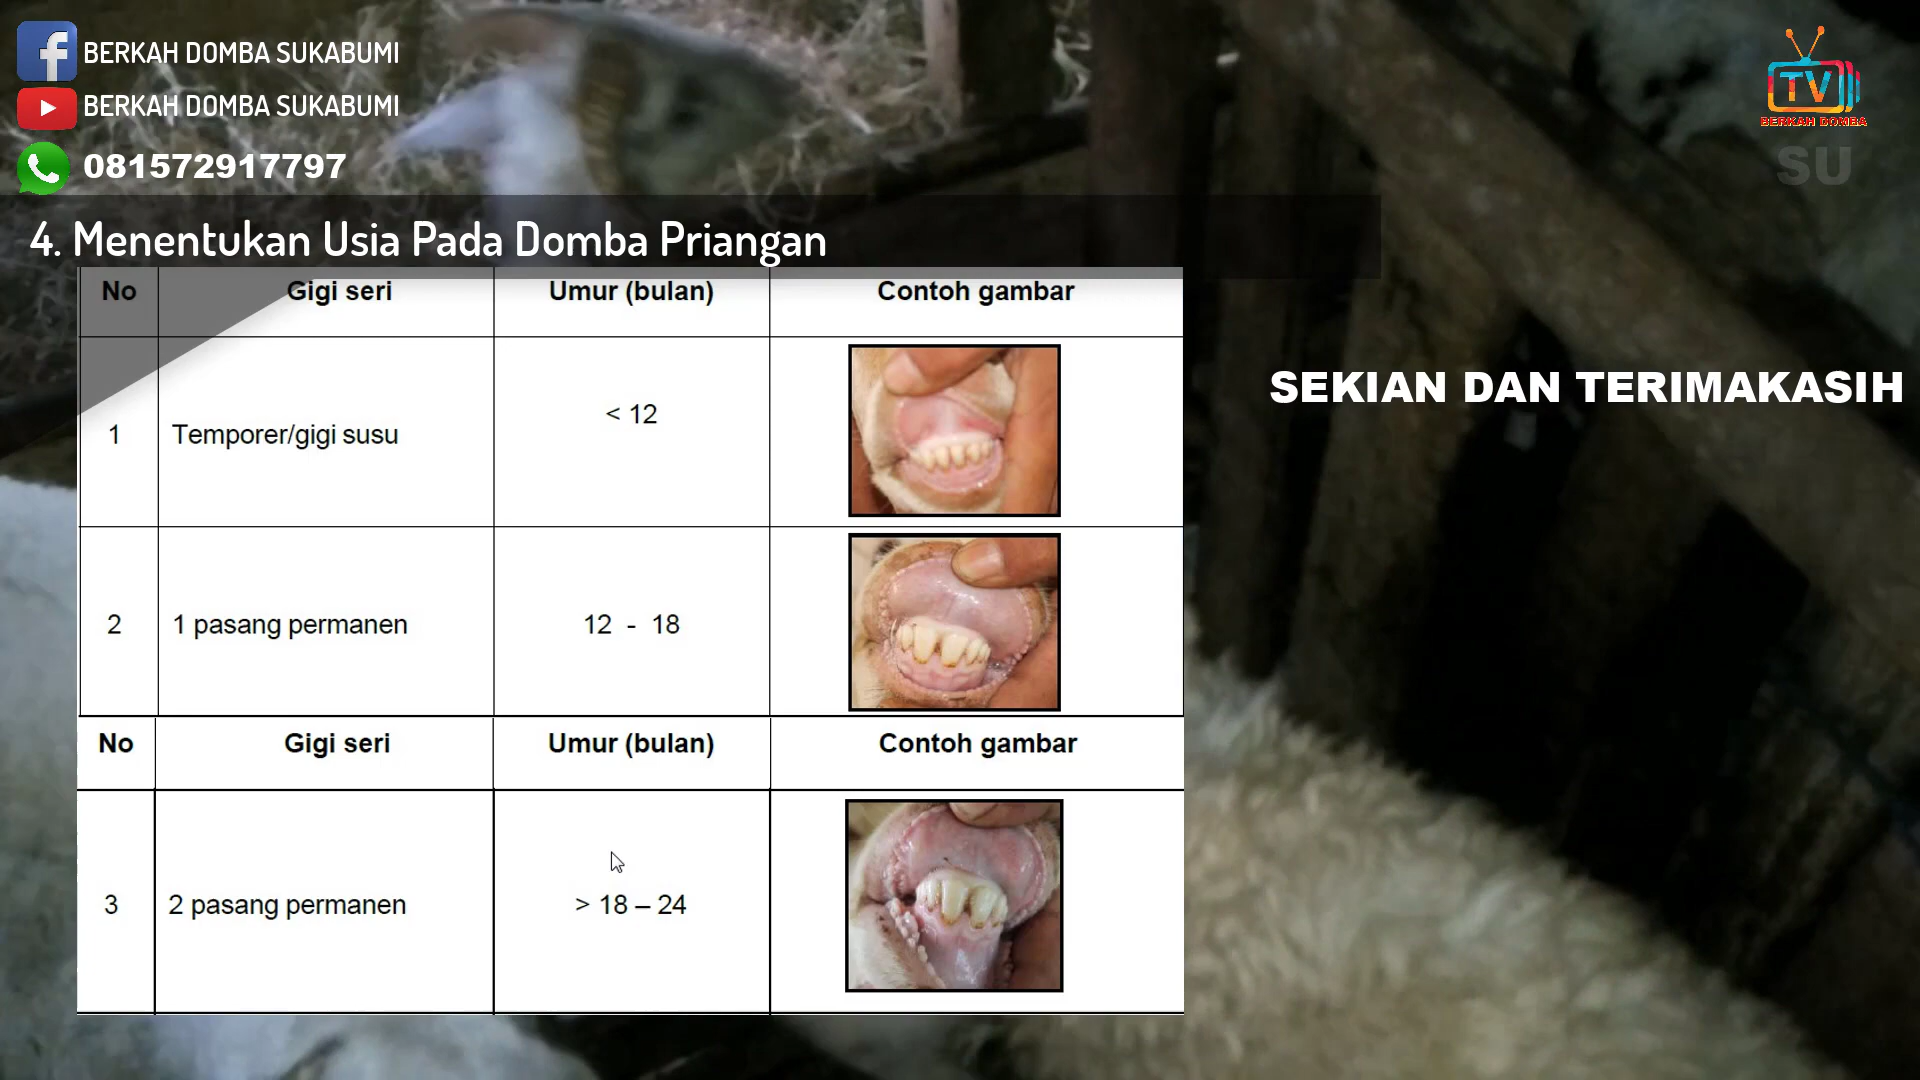 BERKAH DOMBA SUKABUMI
BERKAH DOMBA SUKABUMI
081572917797
TV
BERKAH DOMBA
SU
4. Menentukan Usia Pada Domba Priangan
No Gigi seri Umur (bulan) Contoh gambar
1 Temporer/gigi susu < 12
2 1 pasang permanen 12 - 18
No Gigi seri Umur (bulan) Contoh gambar
3 2 pasang permanen > 18 – 24
SEKIAN DAN TERIMAKASIH